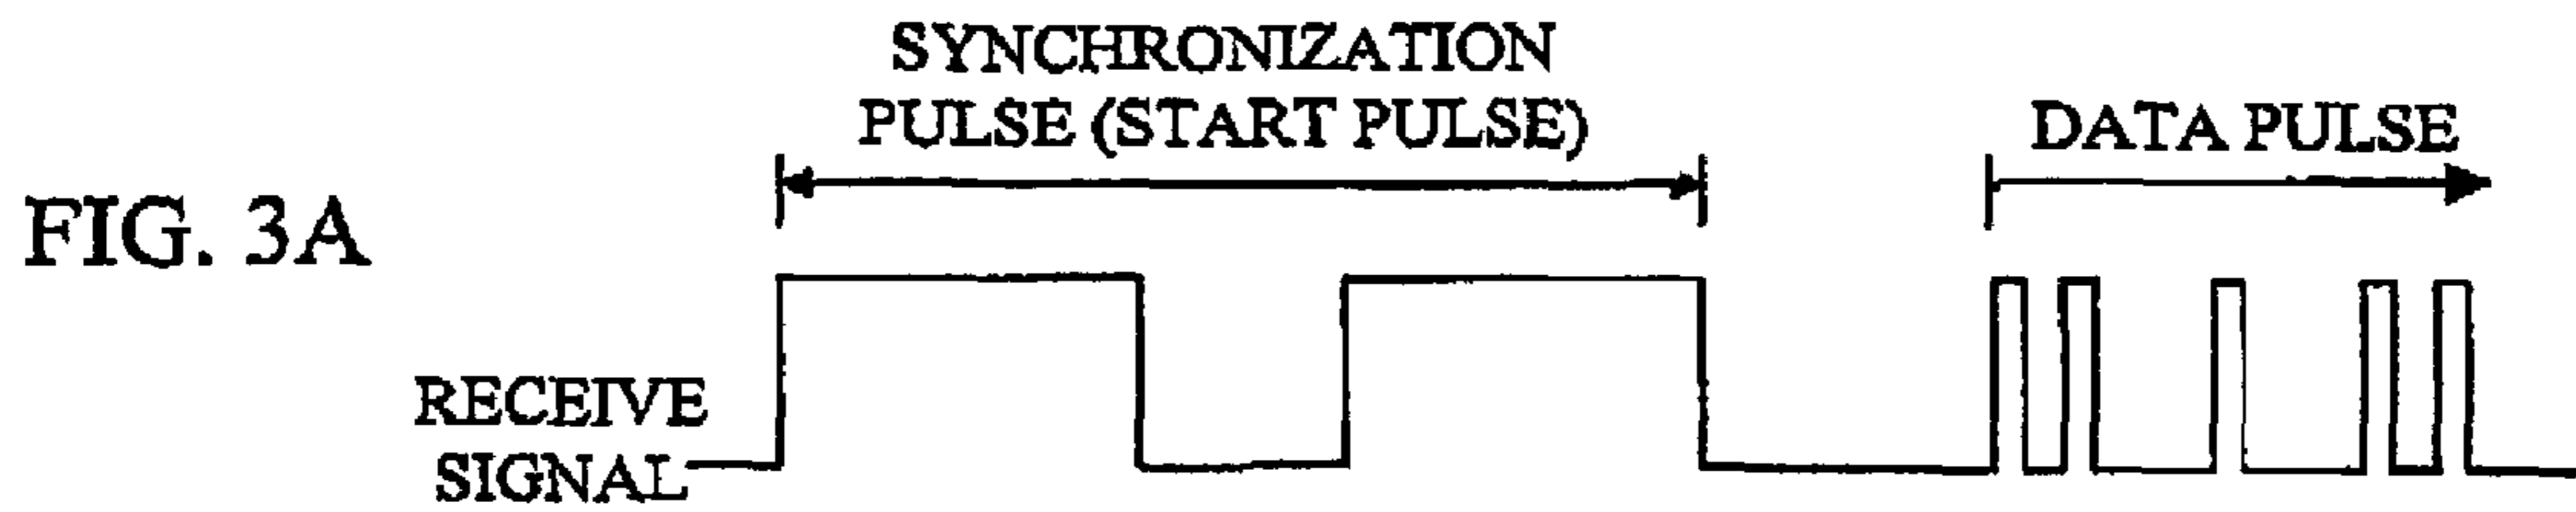 SYNCHRONIZATION
PULSE (START PULSE)
DATA PULSE
FIG. 3A
RECEIVE
SIGNAL